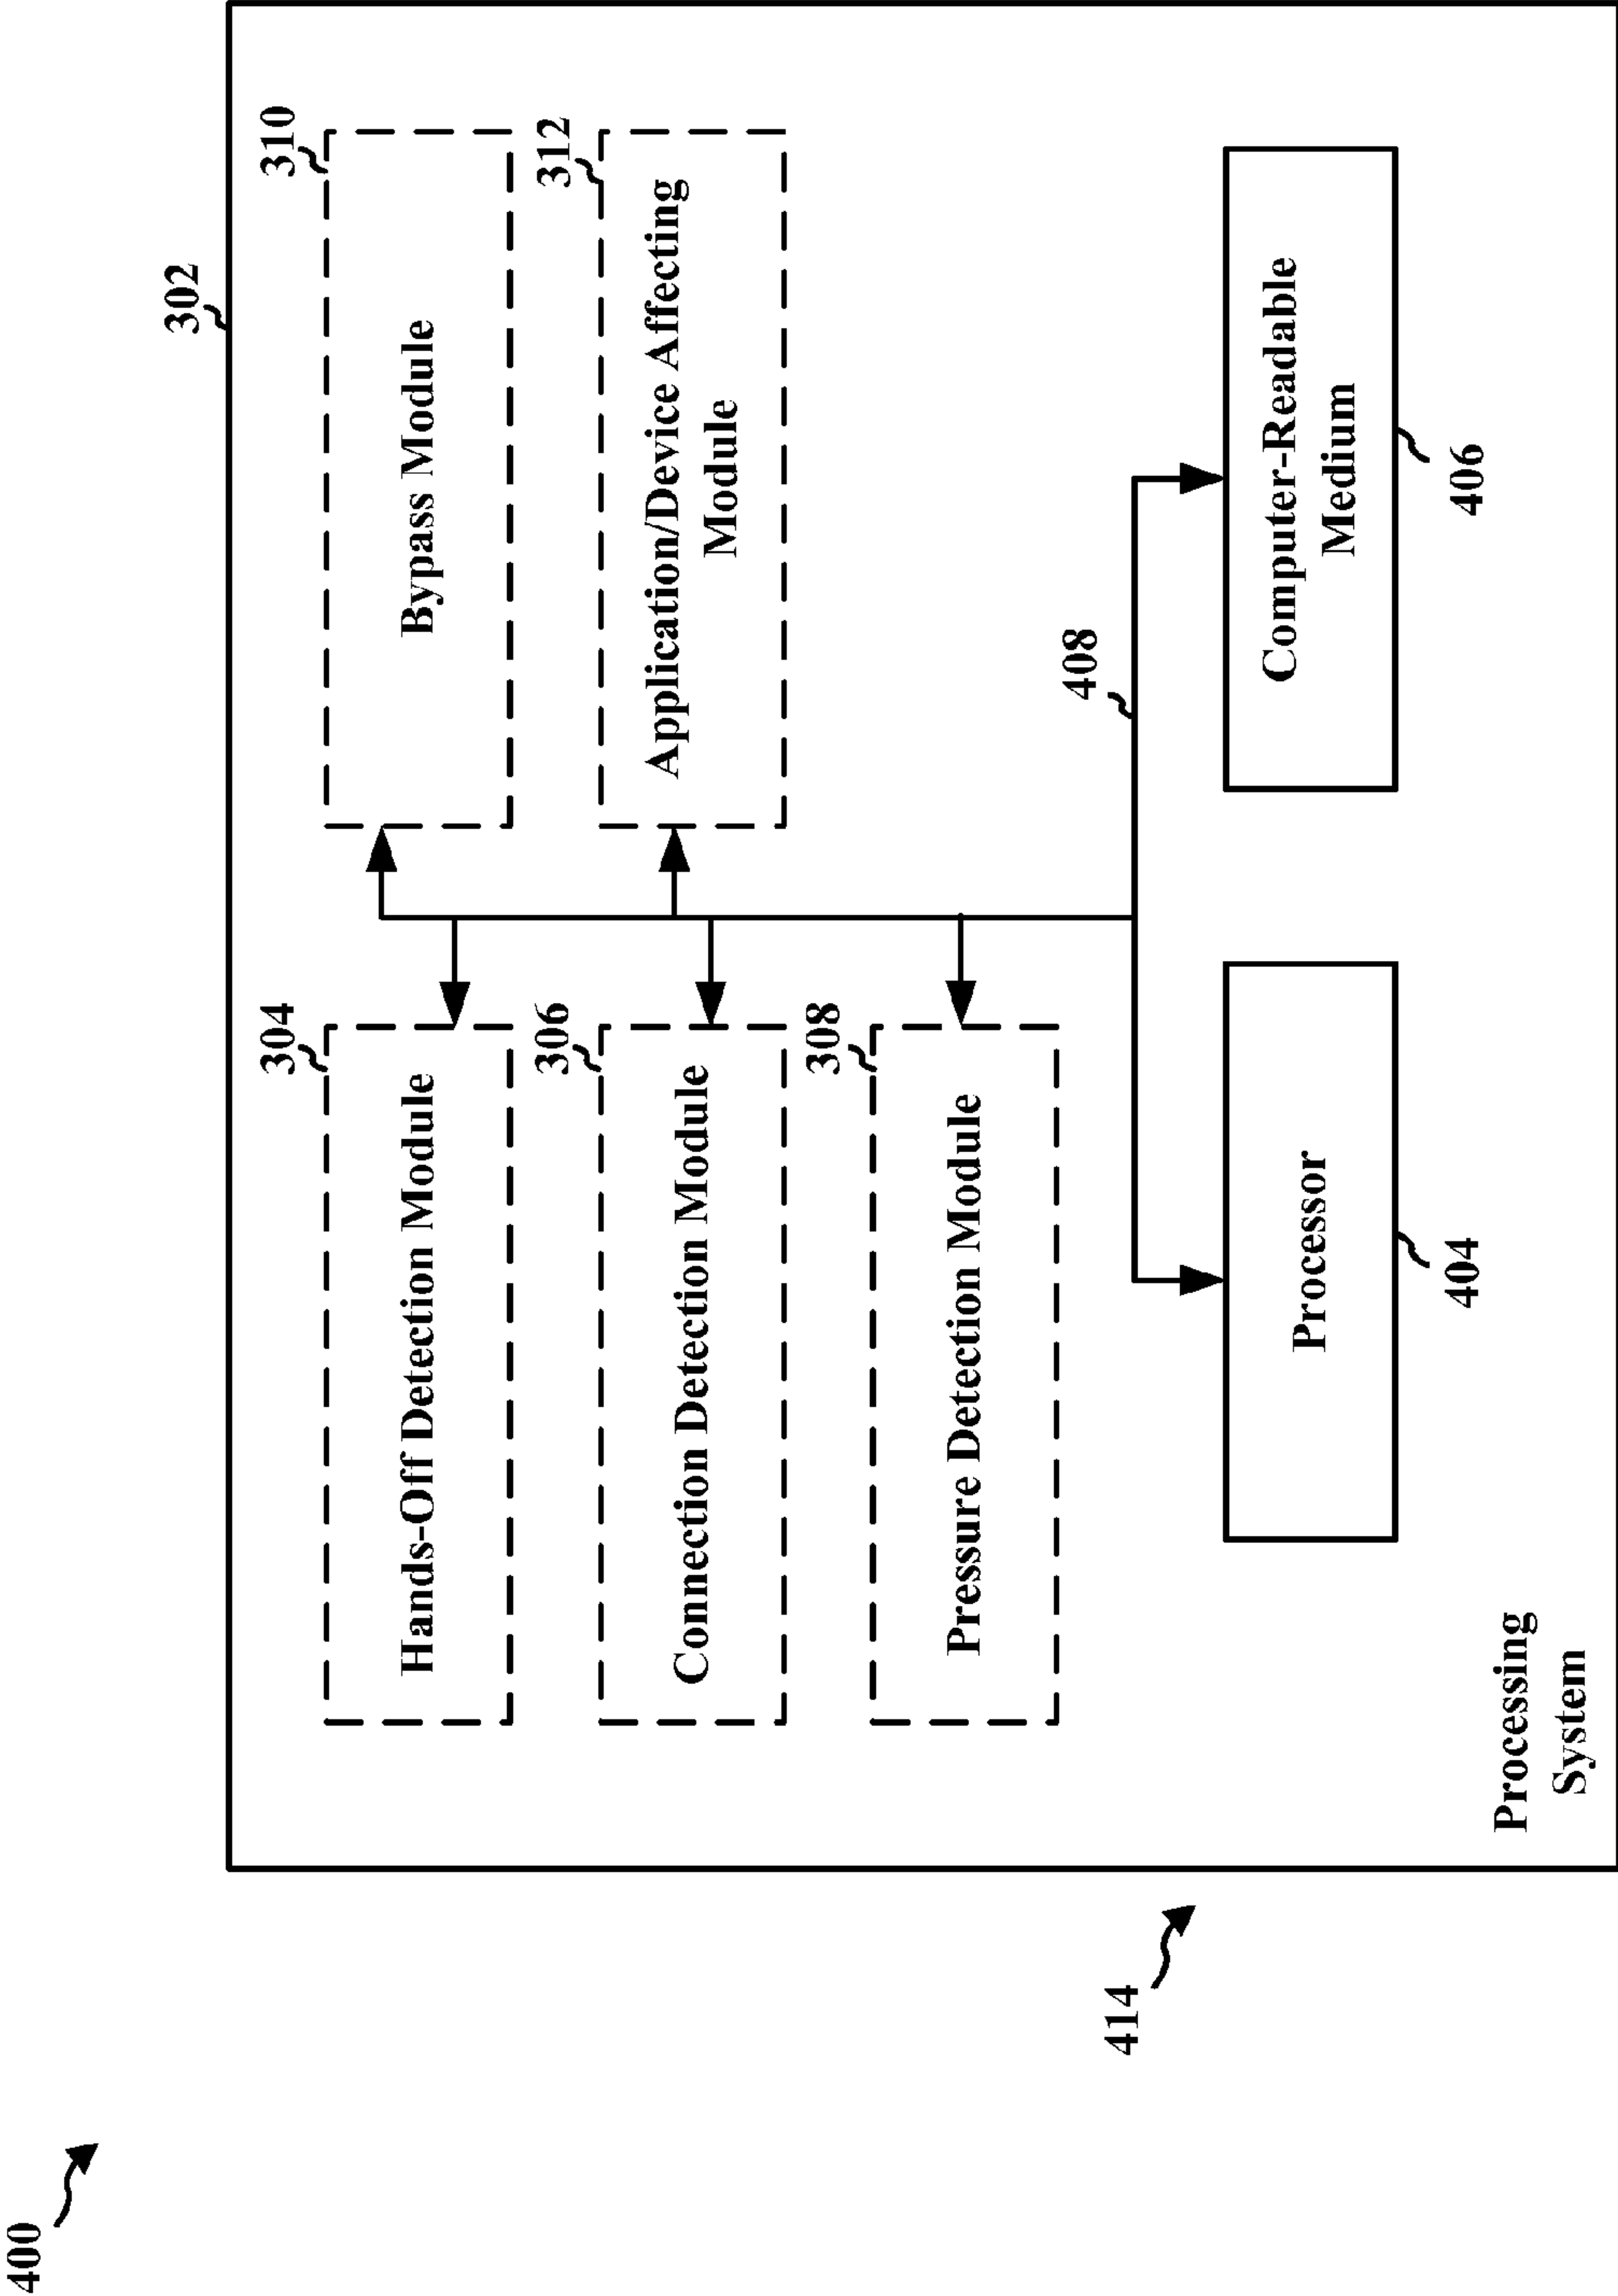 400
414
302
304
Hands-Off Detection Module
310
Bypass Module
306
Connection Detection Module
312
Application/Device Affecting
Module
308
Pressure Detection Module
408
Processor
404
Computer-Readable
Medium
406
Processing
System